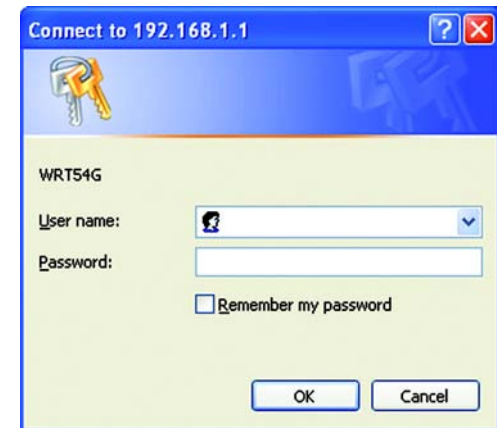 Connect to 192.168.1.1
WRT54G
User name:
Password:
Remember my password
OK
Cancel